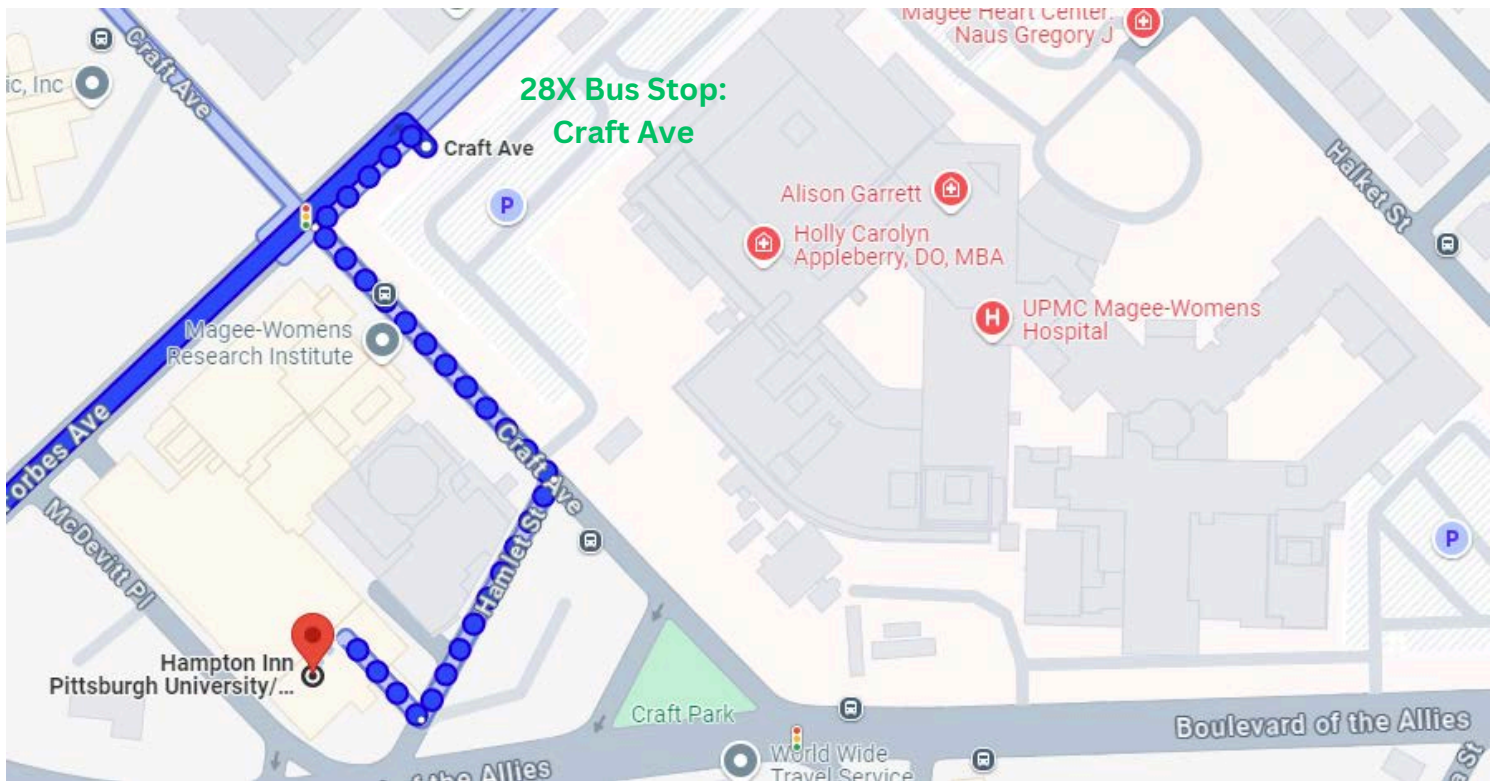 Magee Heart Center:
Naus Gregory J
ic, Inc
Craft Ave
28X Bus Stop:
Craft Ave
Craft Ave
P
Halket St
Alison Garrett
Holly Carolyn
Appleberry, DO, MBA
H
UPMC Magee-Womens
Hospital
Magee-Womens
Research Institute
Craft Ave
orbes Ave
McDevitt Pl
Hamlet St
P
Hampton Inn
Pittsburgh University/...
Craft Park
Boulevard of the Allies
World Wide
Travel Service
of the Allies
St